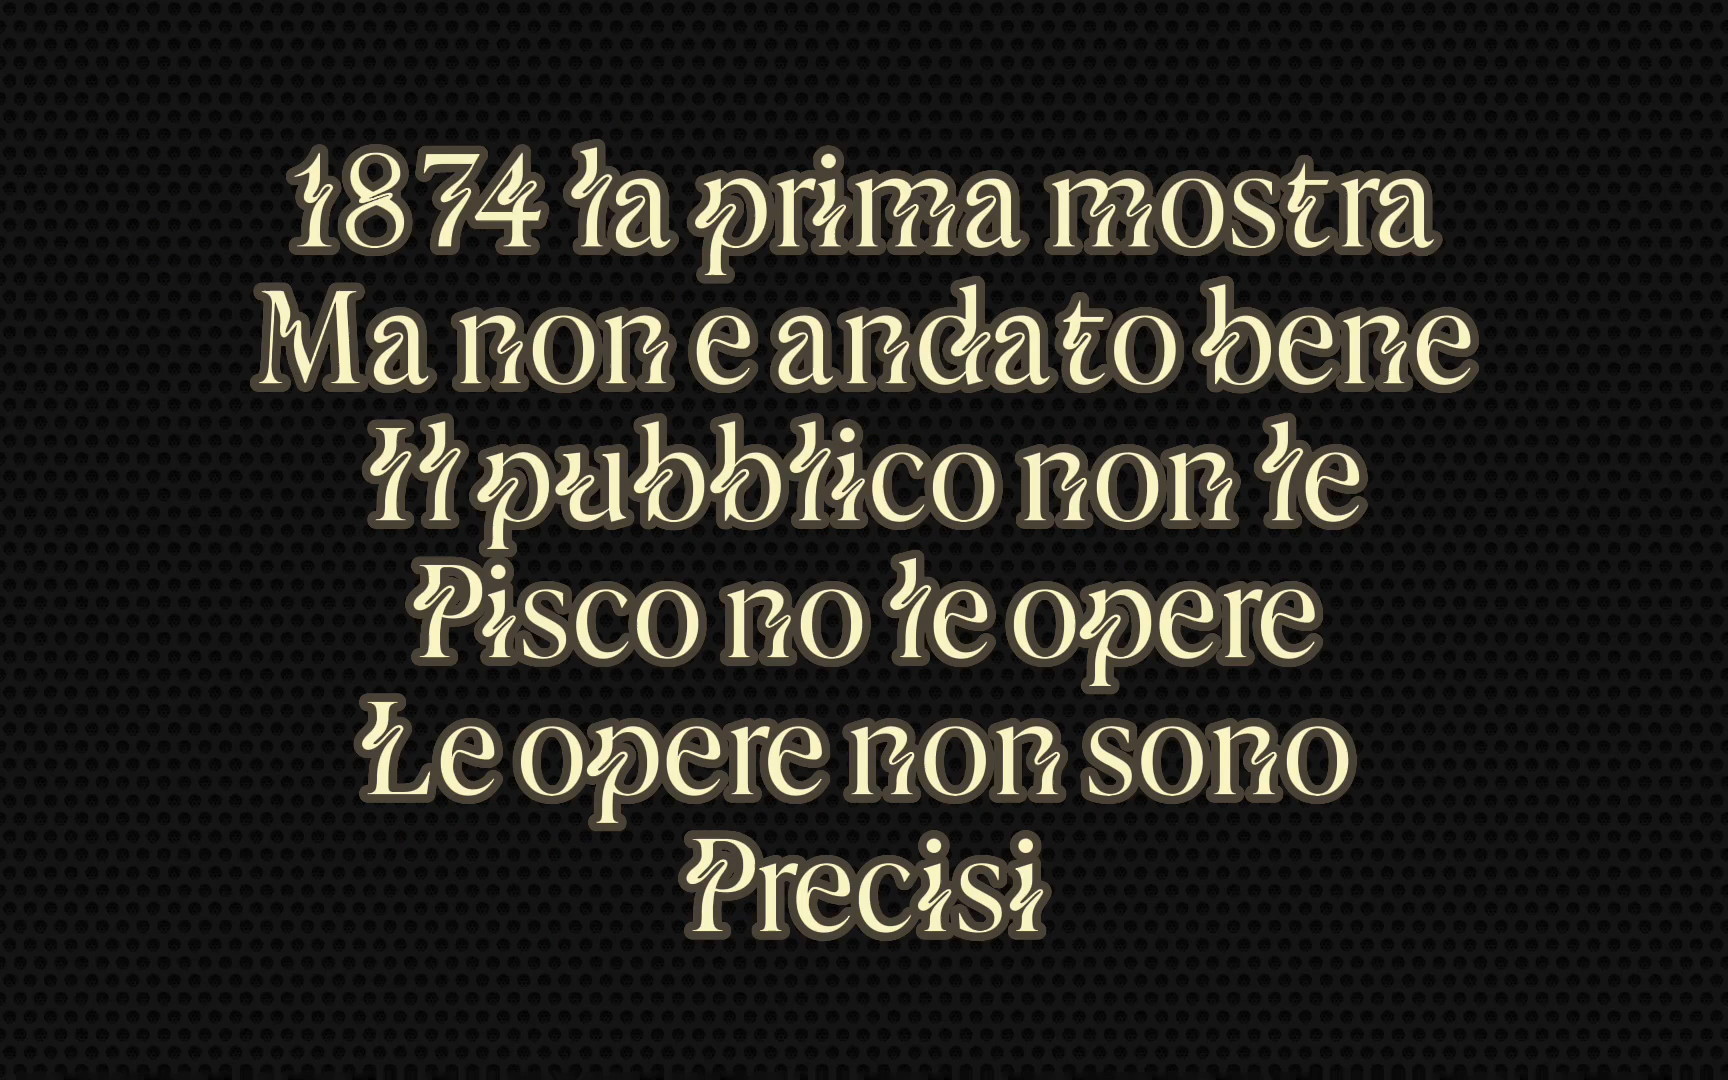 1874 la prima mostra
Ma non e andato bene
Il pubblico non le
Pisco no le opere
Le opere non sono
Precisi